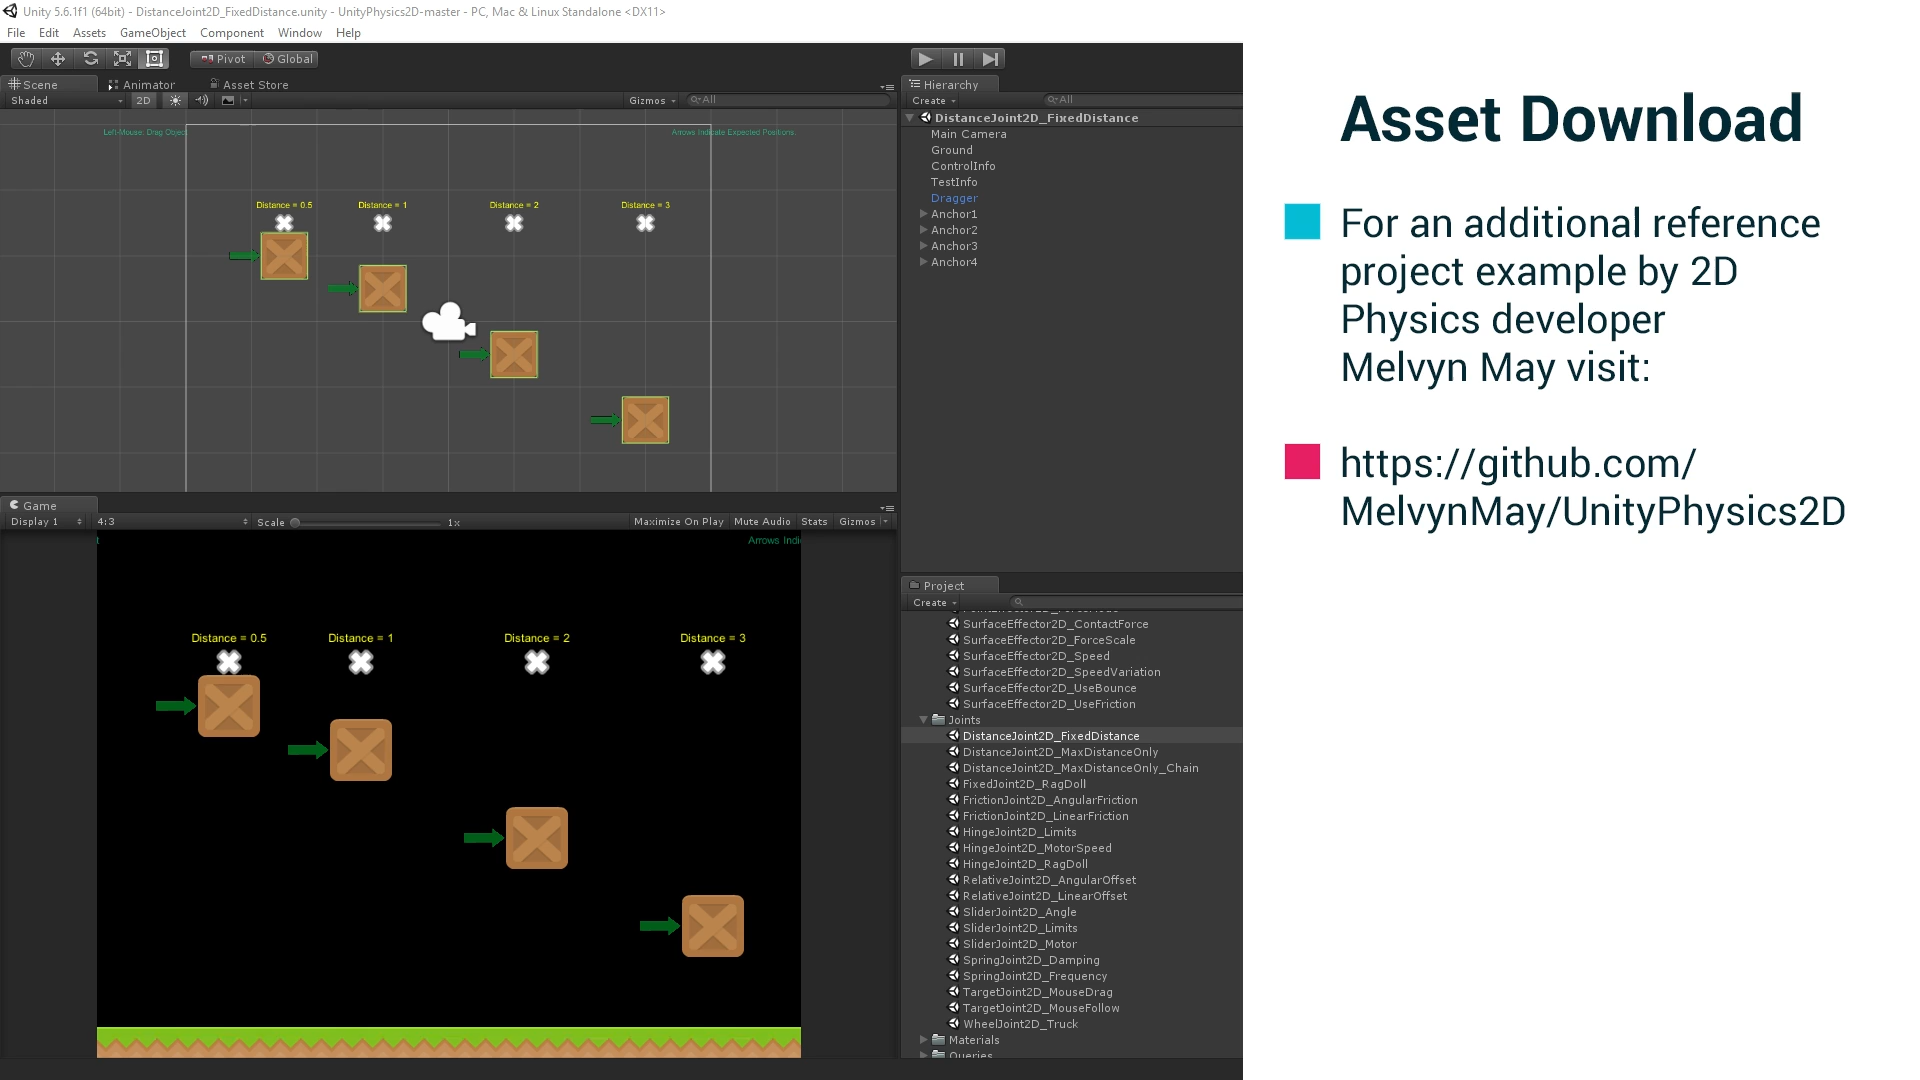 Unity 5.6.1f1 (64bit) - DistanceJoint2D_FixedDistance.unity - UnityPhysics2D-master - PC, Mac & Linux Standalone <DX11>
File Edit Assets GameObject Component Window Help
Pivot Global
Scene Animator Asset Store
Shaded 2D Gizmos All
Left-Mouse: Drag Object
Arrows Indicate Expected Positions.
Distance = 0.5 Distance = 1 Distance = 2 Distance = 3
Game
Display 1 4:3 Scale 1x Maximize On Play Mute Audio Stats Gizmos
t Arrows Indi
Distance = 0.5 Distance = 1 Distance = 2 Distance = 3
Hierarchy
Create All
DistanceJoint2D_FixedDistance
Main Camera
Ground
ControlInfo
TestInfo
Dragger
Anchor1
Anchor2
Anchor3
Anchor4
Project
Create
SurfaceEffector2D_ContactForce
SurfaceEffector2D_ForceScale
SurfaceEffector2D_Speed
SurfaceEffector2D_SpeedVariation
SurfaceEffector2D_UseBounce
SurfaceEffector2D_UseFriction
Joints
DistanceJoint2D_FixedDistance
DistanceJoint2D_MaxDistanceOnly
DistanceJoint2D_MaxDistanceOnly_Chain
FixedJoint2D_RagDoll
FrictionJoint2D_AngularFriction
FrictionJoint2D_LinearFriction
HingeJoint2D_Limits
HingeJoint2D_MotorSpeed
HingeJoint2D_RagDoll
RelativeJoint2D_AngularOffset
RelativeJoint2D_LinearOffset
SliderJoint2D_Angle
SliderJoint2D_Limits
SliderJoint2D_Motor
SpringJoint2D_Damping
SpringJoint2D_Frequency
TargetJoint2D_MouseDrag
TargetJoint2D_MouseFollow
WheelJoint2D_Truck
Materials
Queries
Asset Download
For an additional reference
project example by 2D
Physics developer
Melvyn May visit:
https://github.com/
MelvynMay/UnityPhysics2D